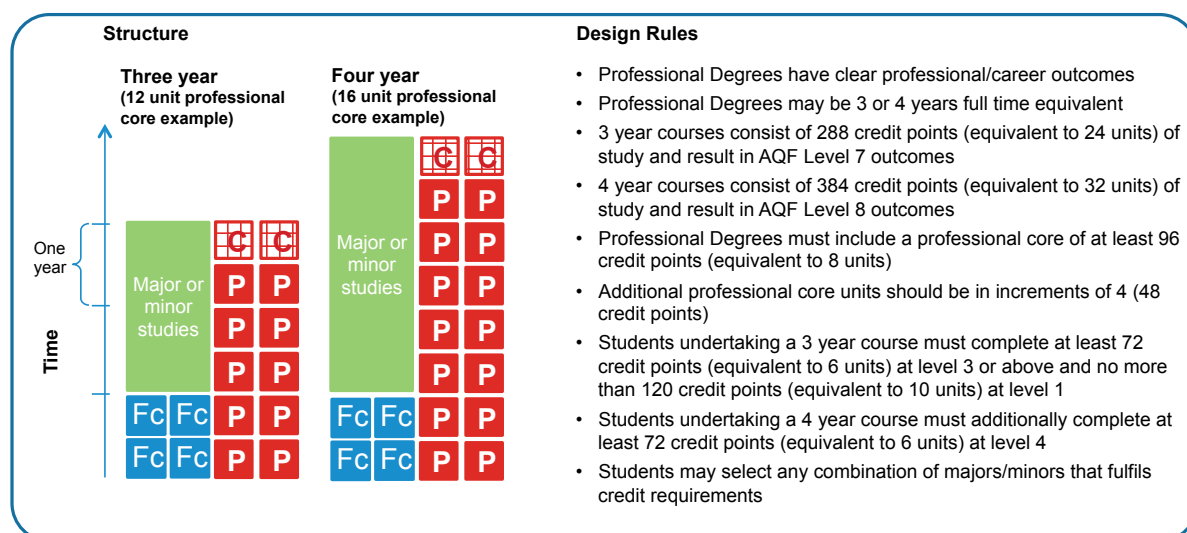 Structure
Three year
(12 unit professional
core example)
Four year
(16 unit professional
core example)
One
year
Time
Major or
minor
studies
C C
P P
P P
P P
Fc Fc P P
Fc Fc P P
Major or
minor
studies
C C
P P
P P
P P
P P
P P
Fc Fc P P
Fc Fc P P
Design Rules
• Professional Degrees have clear professional/career outcomes
• Professional Degrees may be 3 or 4 years full time equivalent
• 3 year courses consist of 288 credit points (equivalent to 24 units) of
study and result in AQF Level 7 outcomes
• 4 year courses consist of 384 credit points (equivalent to 32 units) of
study and result in AQF Level 8 outcomes
• Professional Degrees must include a professional core of at least 96
credit points (equivalent to 8 units)
• Additional professional core units should be in increments of 4 (48
credit points)
• Students undertaking a 3 year course must complete at least 72
credit points (equivalent to 6 units) at level 3 or above and no more
than 120 credit points (equivalent to 10 units) at level 1
• Students undertaking a 4 year course must additionally complete at
least 72 credit points (equivalent to 6 units) at level 4
• Students may select any combination of majors/minors that fulfils
credit requirements